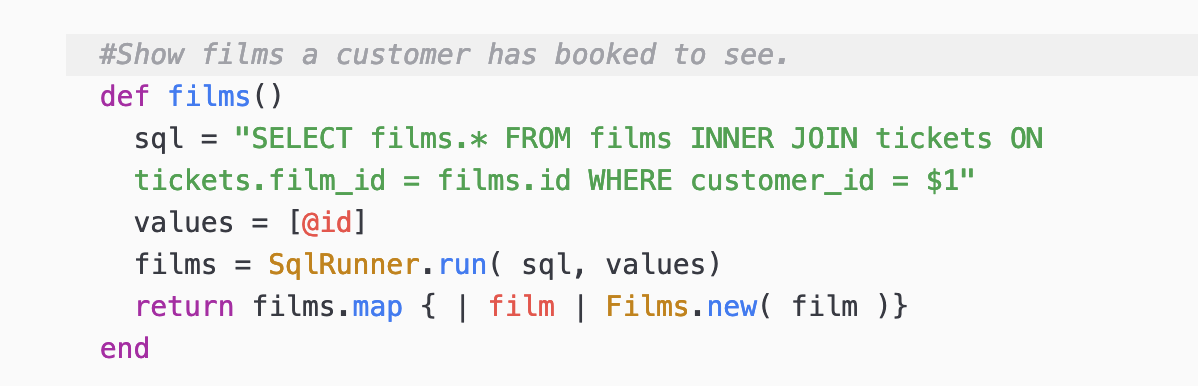 #Show films a customer has booked to see.
def films()
sql = "SELECT films.* FROM films INNER JOIN tickets ON
tickets.film_id = films.id WHERE customer_id = $1"
values = [@id]
films = SqlRunner.run( sql, values)
return films.map { | film | Films.new( film )}
end